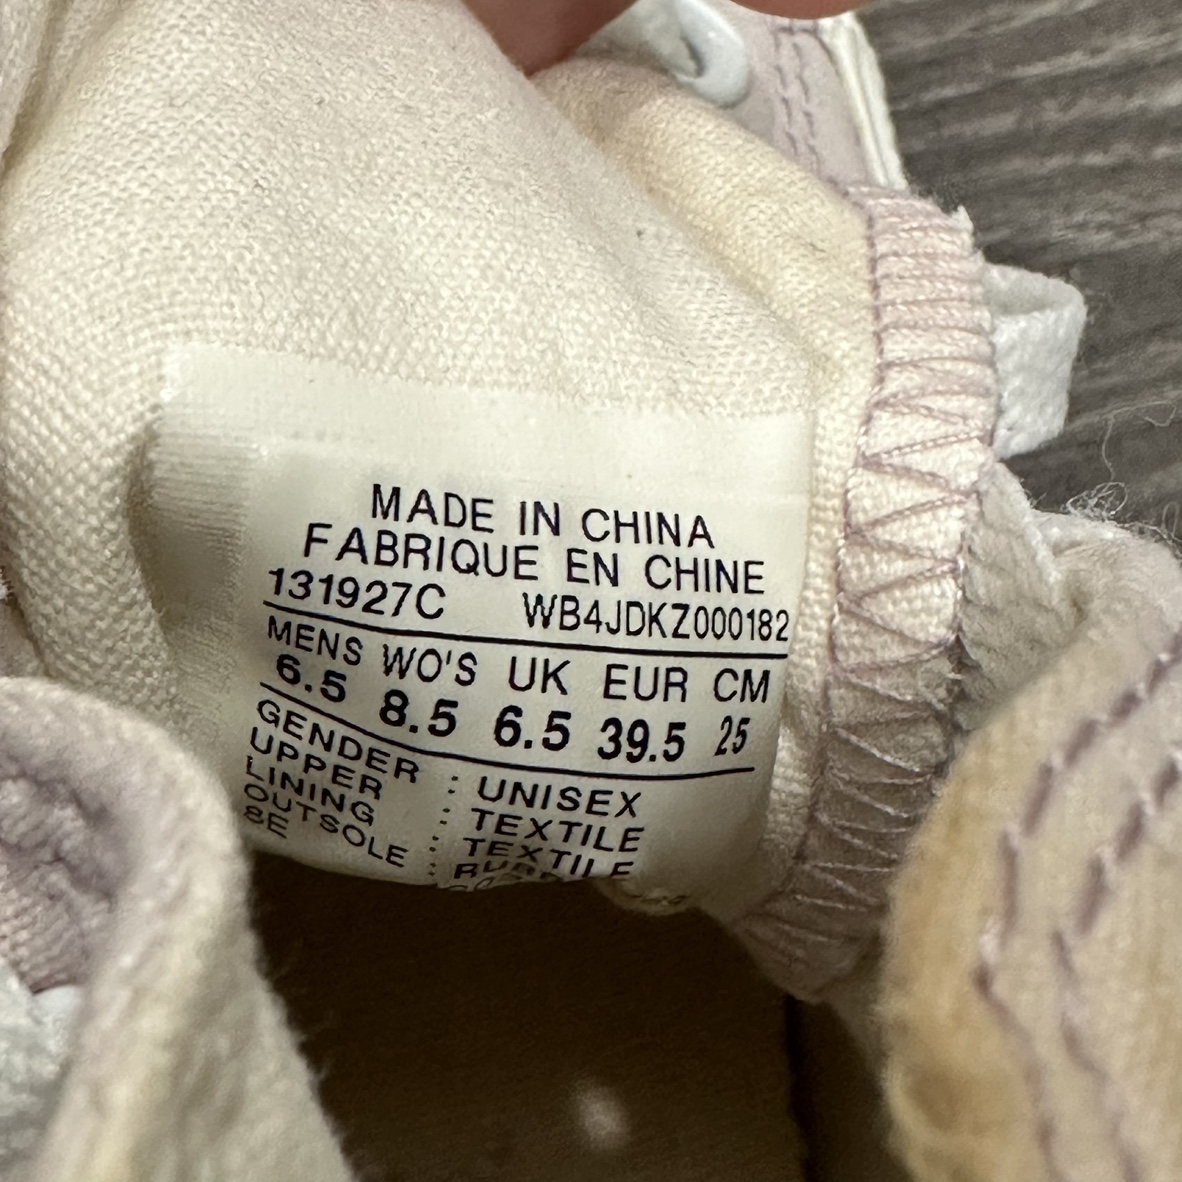 MADE IN CHINA
FABRIQUE EN CHINE
131927C WB4JDKZ000182
MENS WO'S UK EUR CM
6.5 8.5 6.5 39.5 25
GENDER : UNISEX
UPPER : TEXTILE
LINING : TEXTILE
OUTSOLE :
8E